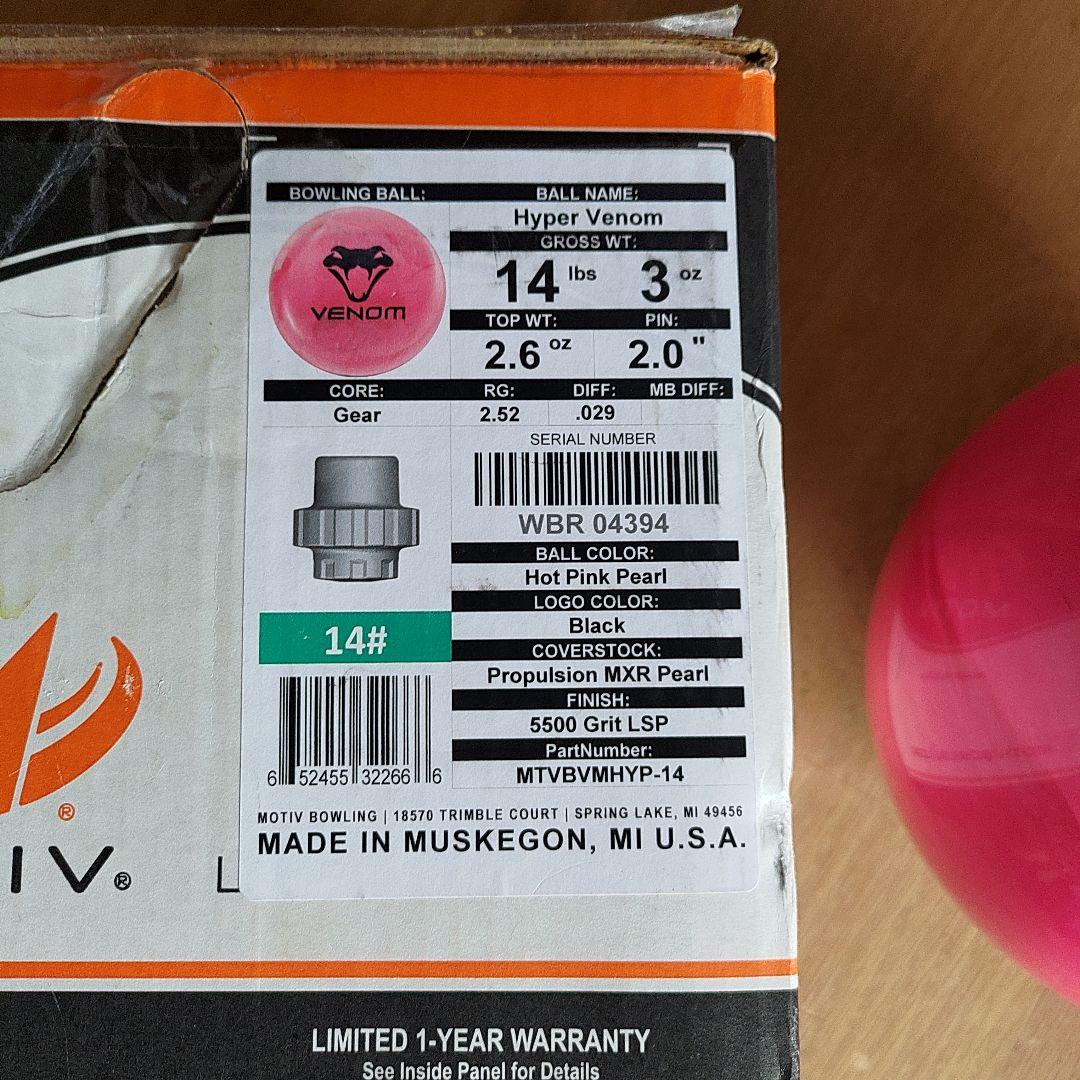 BOWLING BALL:
BALL NAME:
Hyper Venom
GROSS WT:
14 lbs 3 oz
VENOM
TOP WT: PIN:
2.6 oz 2.0 "
CORE: RG: DIFF: MB DIFF:
Gear 2.52 .029
SERIAL NUMBER
WBR 04394
BALL COLOR:
Hot Pink Pearl
LOGO COLOR:
Black
14#
COVERSTOCK:
Propulsion MXR Pearl
FINISH:
5500 Grit LSP
PartNumber:
MTVBVMHYP-14
6 52455 32266 6
MOTIV BOWLING | 18570 TRIMBLE COURT | SPRING LAKE, MI 49456
MADE IN MUSKEGON, MI U.S.A.
®
IV®
L
LIMITED 1-YEAR WARRANTY
See Inside Panel for Details